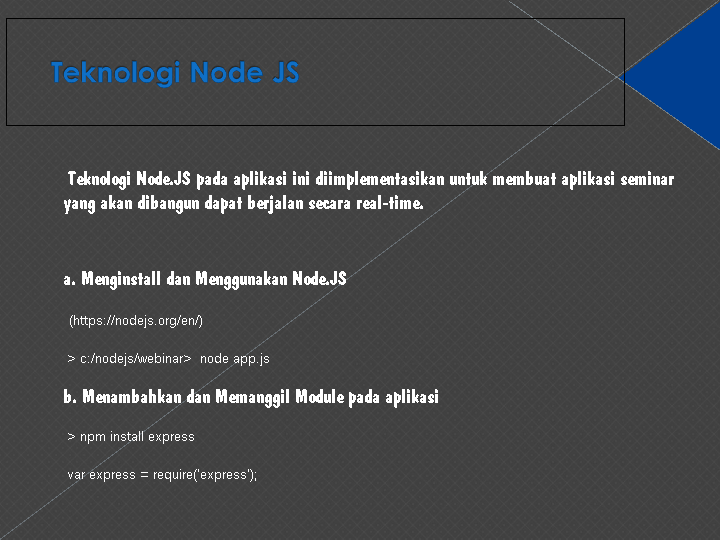 Teknologi Node JS
Teknologi Node.JS pada aplikasi ini diimplementasikan untuk membuat aplikasi seminar
yang akan dibangun dapat berjalan secara real-time.
a. Menginstall dan Menggunakan Node.JS
(https://nodejs.org/en/)
> c:/nodejs/webinar>  node app.js
b. Menambahkan dan Memanggil Module pada aplikasi
> npm install express
var express = require('express');